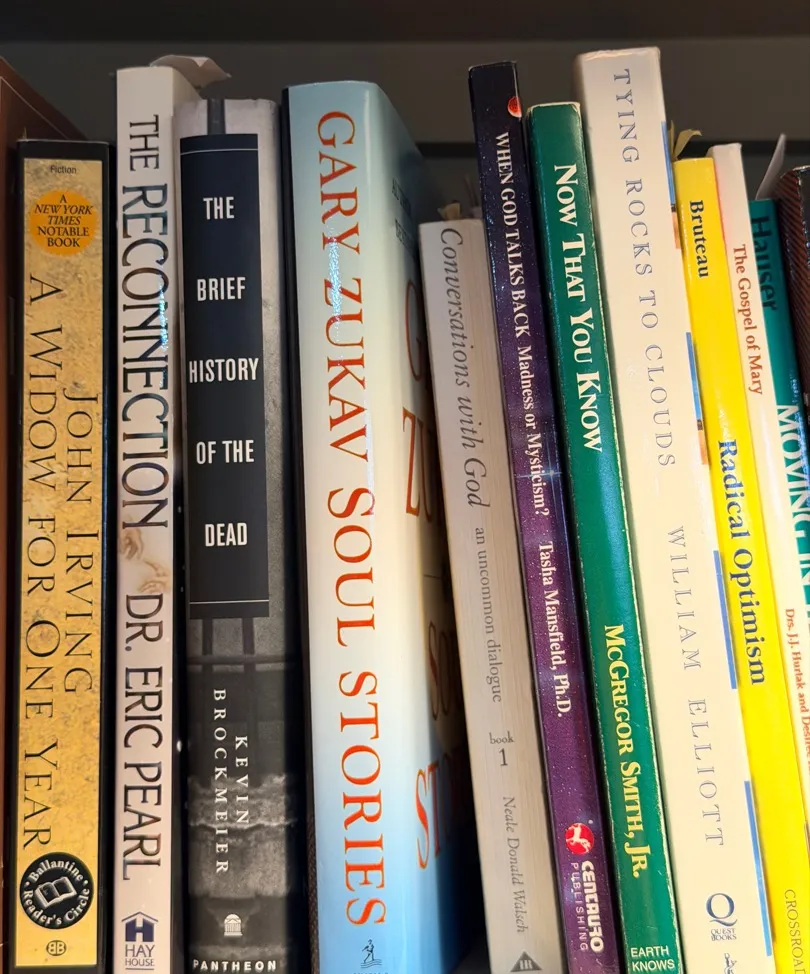 Fiction
A
NEW YORK
TIMES
NOTABLE
BOOK
JOHN IRVING
A WIDOW FOR ONE YEAR
Ballantine
Reader's Circle
BB
THE RECONNECTION DR. ERIC PEARL
HAY
HOUSE
THE
BRIEF
HISTORY
OF THE
DEAD
KEVIN
BROCKMEIER
PANTHEON
GARY ZUKAV SOUL STORIES
Conversations with God an uncommon dialogue book 1 Neale Donald Walsch
WHEN GOD TALKS BACK Madness or Mysticism? Tasha Mansfield, Ph.D.
CENTAURO
PUBLISHING
NOW THAT YOU KNOW MCGREGOR SMITH, JR.
EARTH
KNOWS
TYING ROCKS TO CLOUDS WILLIAM ELLIOTT
Q
QUEST
BOOKS
Bruteau Radical Optimism
The Gospel of Mary Drs. J.J. Hurtak and
Hauser MOVING